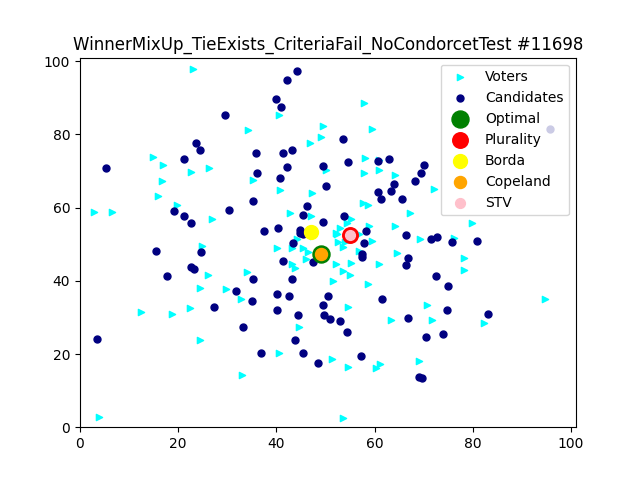 WinnerMixUp_TieExists_CriteriaFail_NoCondorcetTest #11698
100
80
60
40
20
0
0
20
40
60
80
100
Voters
Candidates
Optimal
Plurality
Borda
Copeland
STV